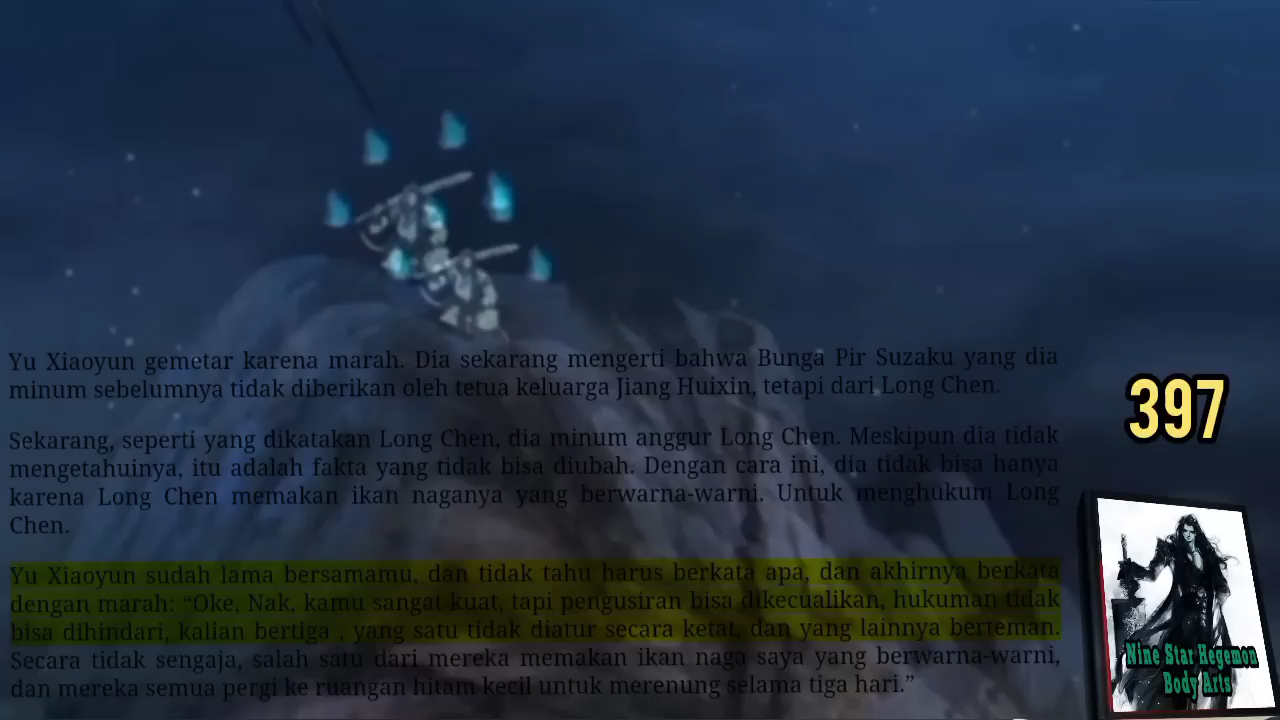 Yu Xiaoyun gemetar karena marah. Dia sekarang mengerti bahwa Bunga Pir Suzaku yang dia
minum sebelumnya tidak diberikan oleh tetua keluarga Jiang Huixin, tetapi dari Long Chen.
Sekarang, seperti yang dikatakan Long Chen, dia minum anggur Long Chen. Meskipun dia tidak
mengetahuinya, itu adalah fakta yang tidak bisa diubah. Dengan cara ini, dia tidak bisa hanya
karena Long Chen memakan ikan naganya yang berwarna-warni. Untuk menghukum Long
Chen.
Yu Xiaoyun sudah lama bersamamu, dan tidak tahu harus berkata apa, dan akhirnya berkata
dengan marah: “Oke, Nak, kamu sangat kuat, tapi pengusiran bisa dikecualikan, hukuman tidak
bisa dihindari, kalian bertiga , yang satu tidak diatur secara ketat, dan yang lainnya berteman.
Secara tidak sengaja, salah satu dari mereka memakan ikan naga saya yang berwarna-warni,
dan mereka semua pergi ke ruangan hitam kecil untuk merenung selama tiga hari.”
397
Nine Star Hegemon
Body Arts